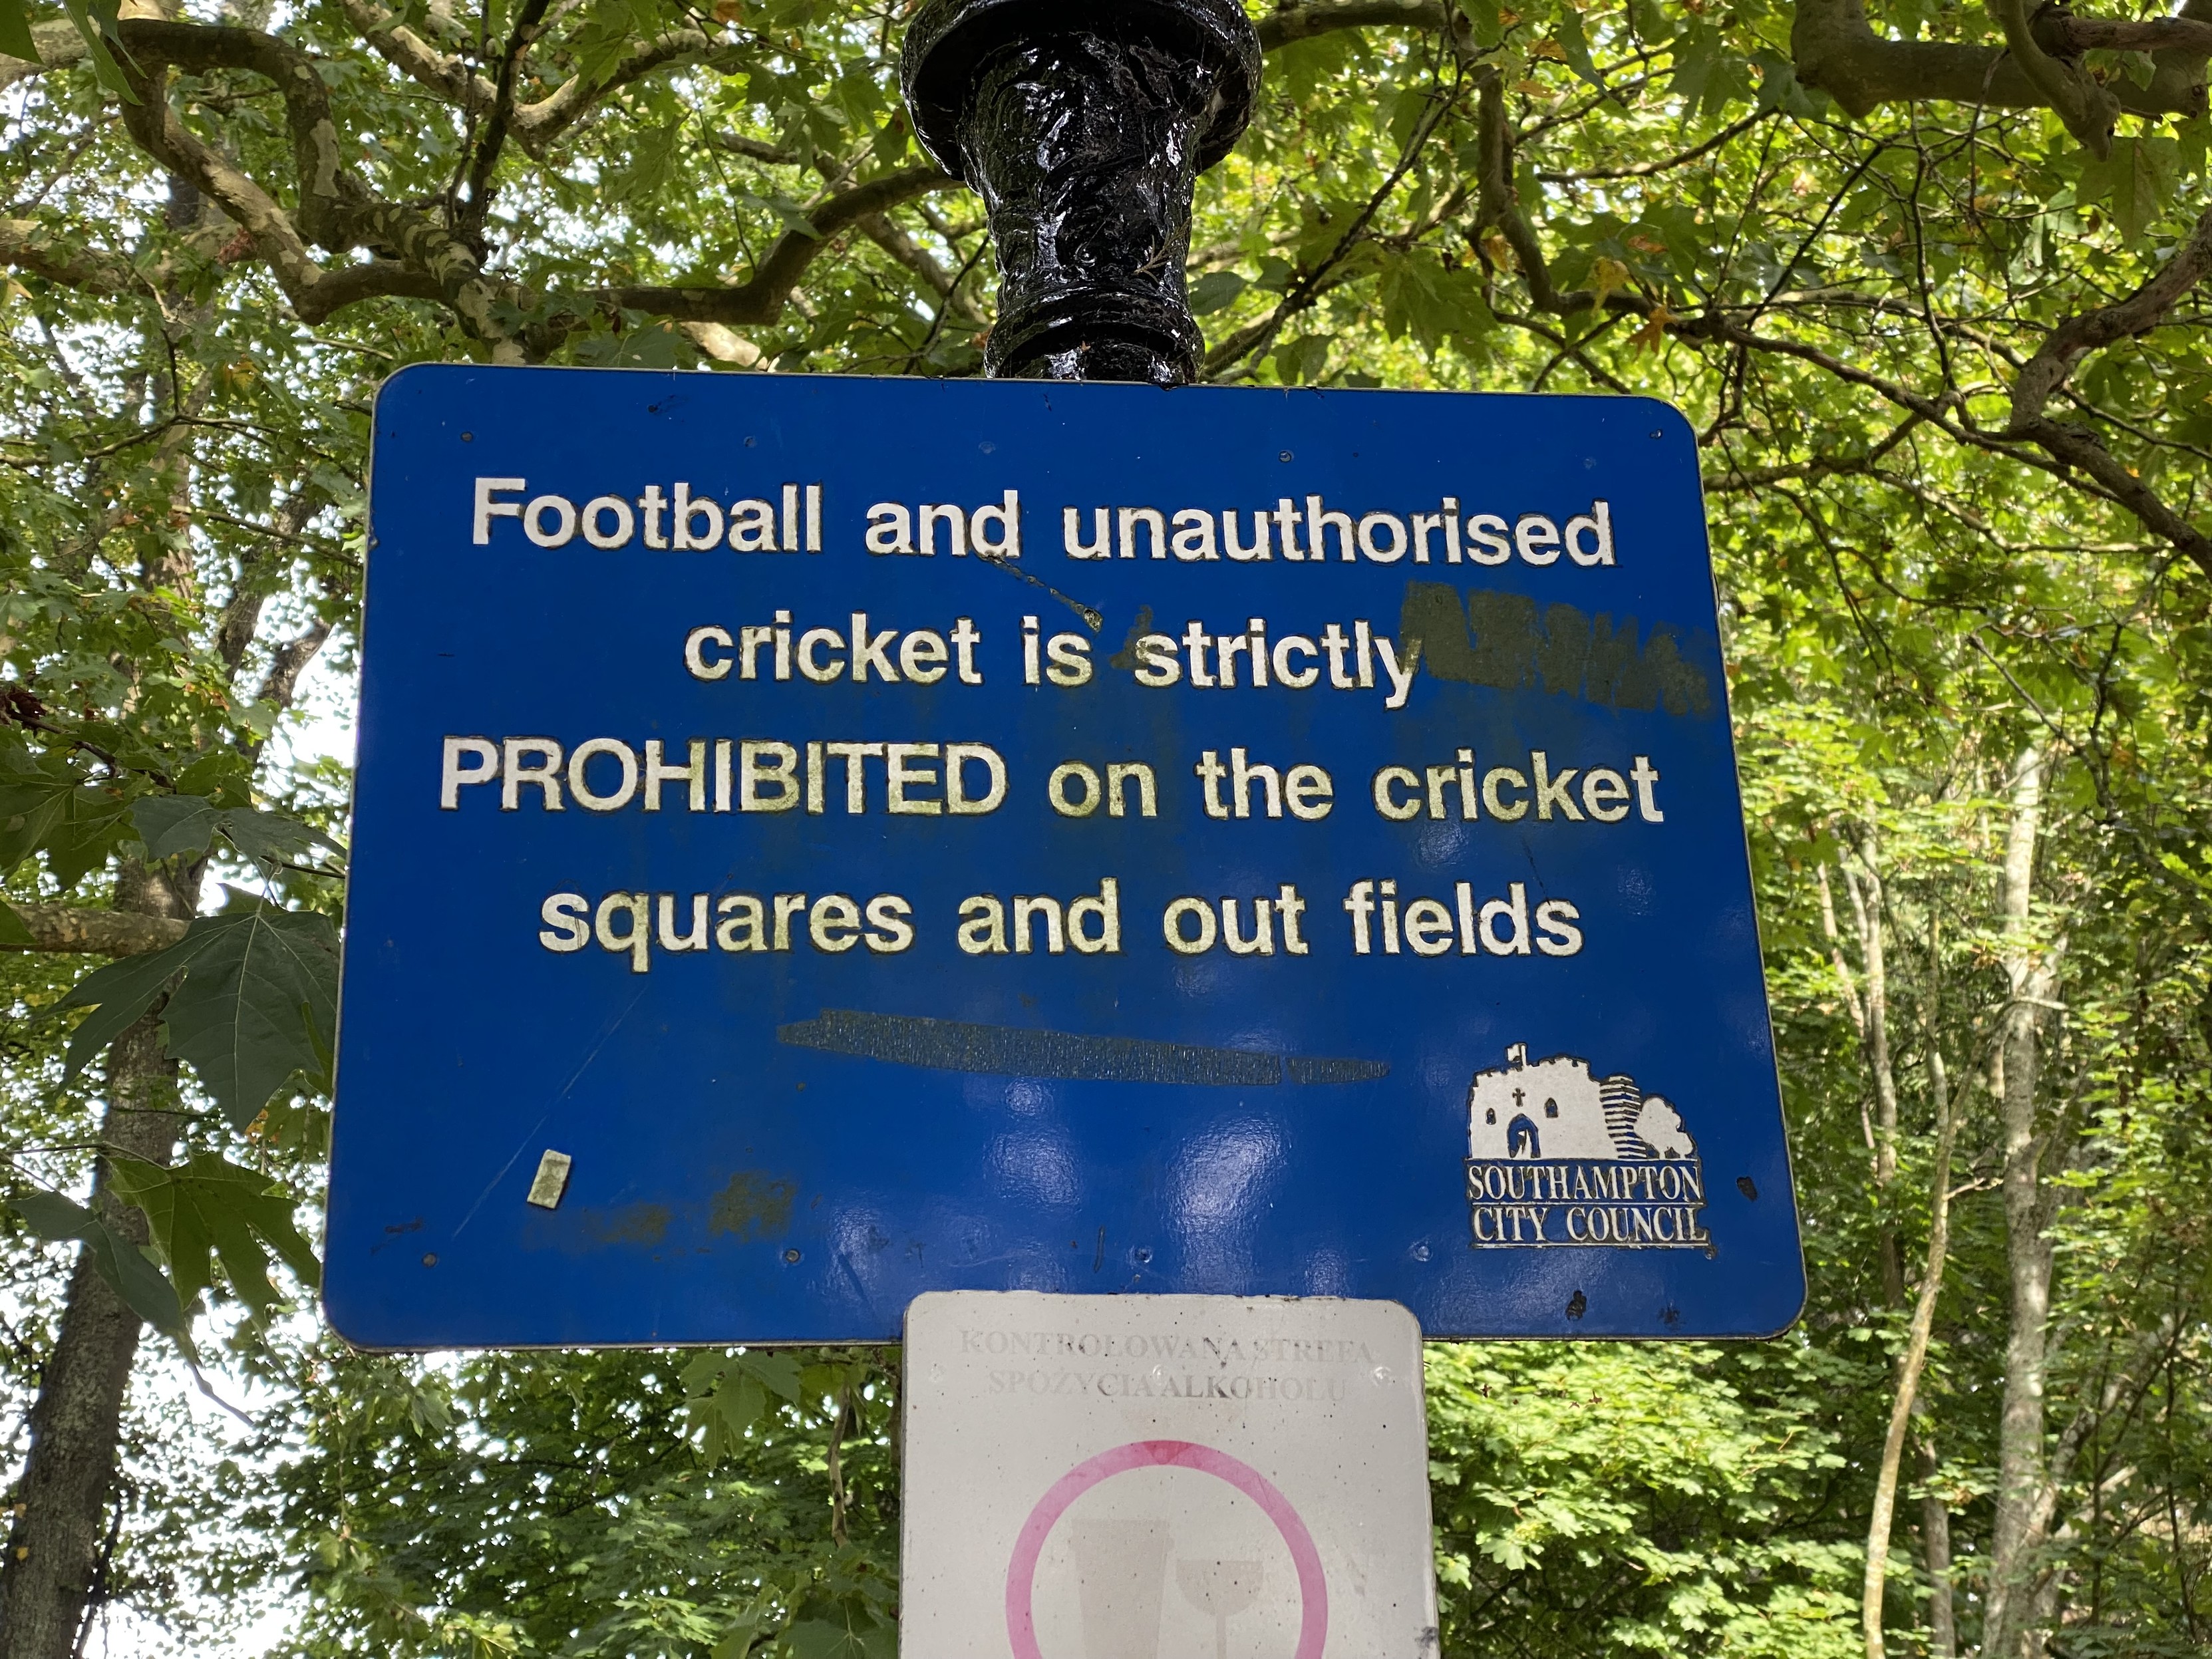 Football and unauthorised
cricket is strictly
PROHIBITED on the cricket
squares and out fields
SOUTHAMPTON
CITY COUNCIL
KONTROLOWANA STREFA
SPOŻYCIA ALKOHOLU